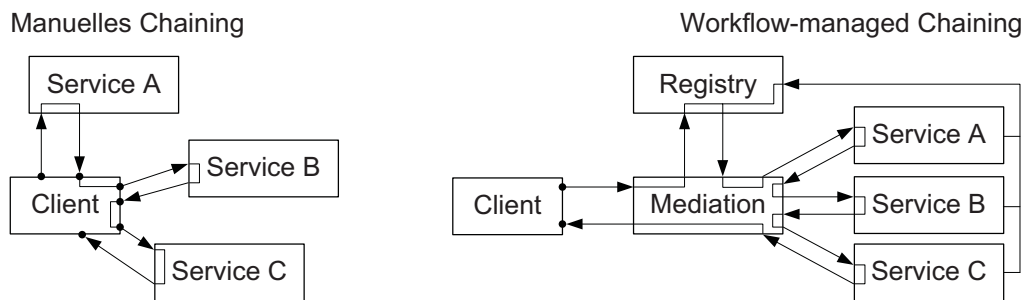 Manuelles Chaining
Service A
Service B
Client
Service C
Workflow-managed Chaining
Registry
Service A
Client
Mediation
Service B
Service C